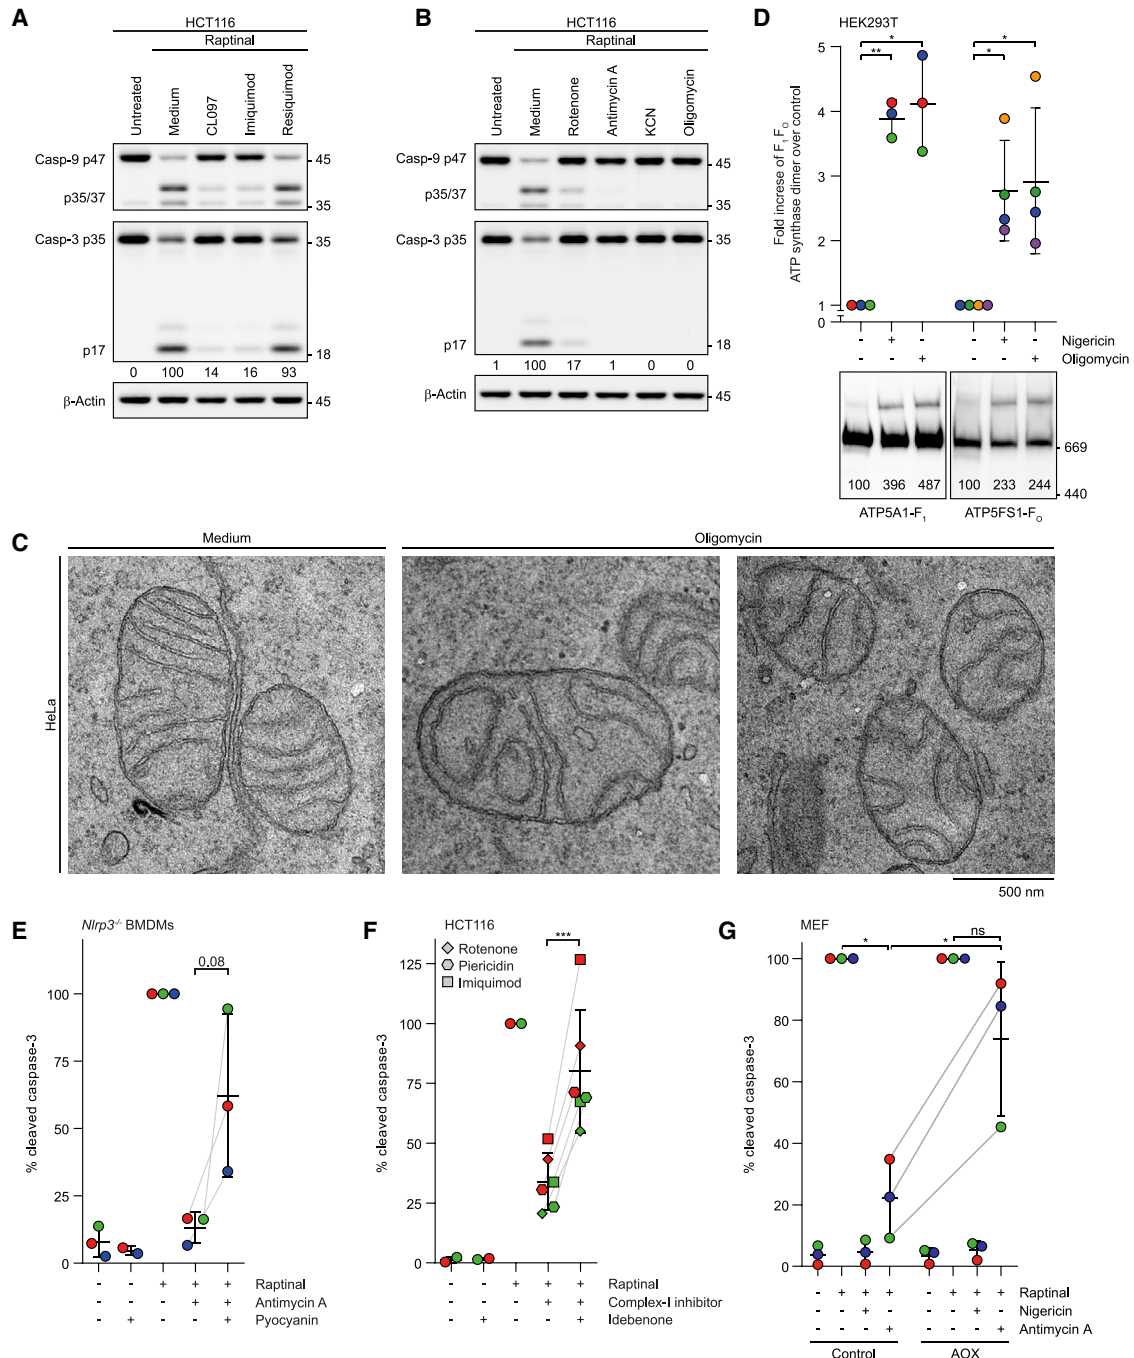 A
HCT116
Raptinal
Untreated
Medium
CL097
Imiquimod
Resiquimod
Casp-9 p47
45
p35/37
35
Casp-3 p35
35
p17
18
0 100 14 16 93
β-Actin
45
B
HCT116
Raptinal
Untreated
Medium
Rotenone
Antimycin A
KCN
Oligomycin
Casp-9 p47
45
p35/37
35
Casp-3 p35
35
p17
18
1 100 17 1 0 0
β-Actin
45
D
HEK293T
Fold increse of F1FO
ATP synthase dimer over control
5
4
3
2
1
0
** * * *
- + - - + - Nigericin
- - + - - + Oligomycin
669
440
100 396 487 100 233 244
ATP5A1-F1 ATP5FS1-FO
C
Medium Oligomycin
HeLa
500 nm
E
Nlrp3-/- BMDMs
0.08
% cleaved caspase-3
100
75
50
25
0
- - + + + Raptinal
- - - + + Antimycin A
- + - - + Pyocyanin
F
HCT116
Rotenone
Piericidin
Imiquimod
***
% cleaved caspase-3
125
100
75
50
25
0
- - + + + Raptinal
- - - + + Complex-I inhibitor
- + - - + Idebenone
G
MEF
ns
* *
% cleaved caspase-3
100
80
60
40
20
0
- + + + - + + + Raptinal
- - + - - - + - Nigericin
- - - + - - - + Antimycin A
Control AOX